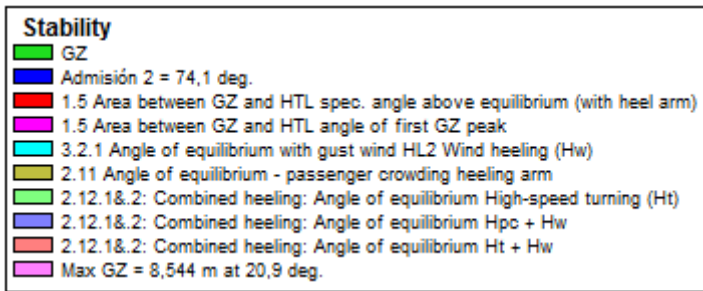 Stability
GZ
Admisión 2 = 74,1 deg.
1.5 Area between GZ and HTL spec. angle above equilibrium (with heel arm)
1.5 Area between GZ and HTL angle of first GZ peak
3.2.1 Angle of equilibrium with gust wind HL2 Wind heeling (Hw)
2.11 Angle of equilibrium - passenger crowding heeling arm
2.12.1&.2: Combined heeling: Angle of equilibrium High-speed turning (Ht)
2.12.1&.2: Combined heeling: Angle of equilibrium Hpc + Hw
2.12.1&.2: Combined heeling: Angle of equilibrium Ht + Hw
Max GZ = 8,544 m at 20,9 deg.